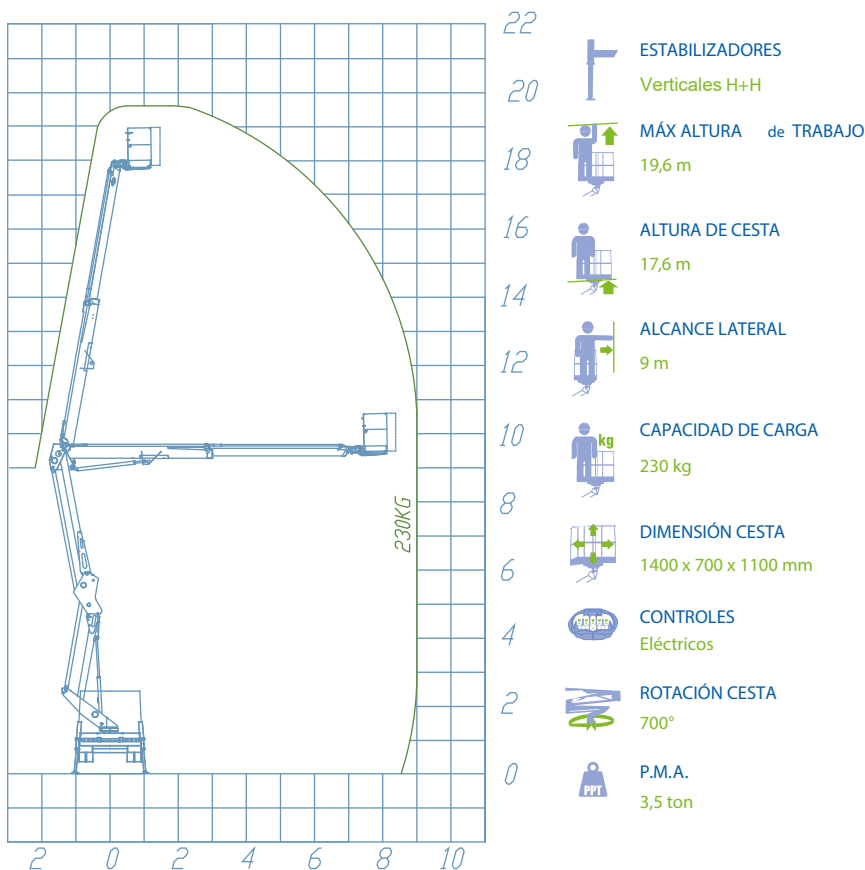 22
20
18
16
14
12
10
8
6
4
2
0
2 0 2 4 6 8 10
230KG
ESTABILIZADORES
Verticales H+H
MÁX ALTURA de TRABAJO
19,6 m
ALTURA DE CESTA
17,6 m
ALCANCE LATERAL
9 m
kg
CAPACIDAD DE CARGA
230 kg
DIMENSIÓN CESTA
1400 x 700 x 1100 mm
CONTROLES
Eléctricos
ROTACIÓN CESTA
700°
PPT
P.M.A.
3,5 ton